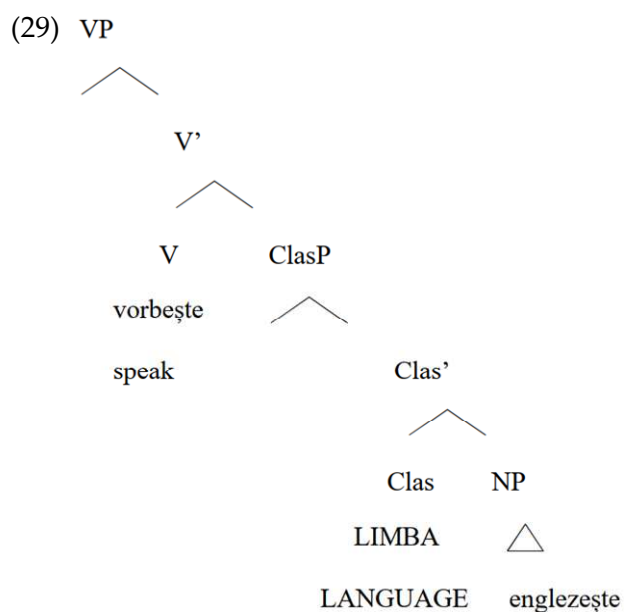 (29) VP
V’
V ClasP
vorbește
speak Clas’
Clas NP
LIMBA
LANGUAGE englezește